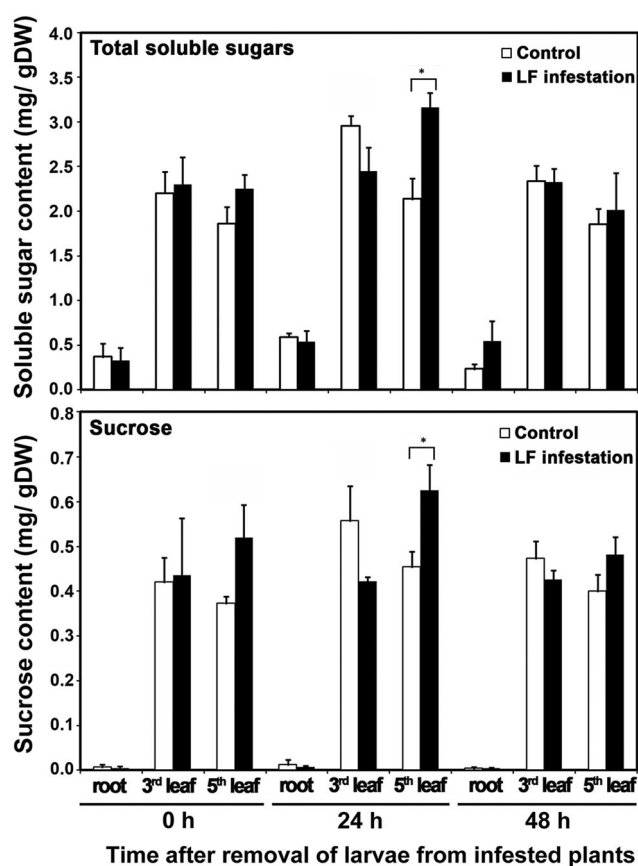 Total soluble sugars
Control
LF infestation
*
Soluble sugar content (mg/ gDW)
4.0
3.5
3.0
2.5
2.0
1.5
1.0
0.5
0.0
Sucrose
Control
LF infestation
*
Sucrose content (mg/ gDW)
0.8
0.7
0.6
0.5
0.4
0.3
0.2
0.1
0.0
root 3rd leaf 5th leaf root 3rd leaf 5th leaf root 3rd leaf 5th leaf
0 h 24 h 48 h
Time after removal of larvae from infested plants